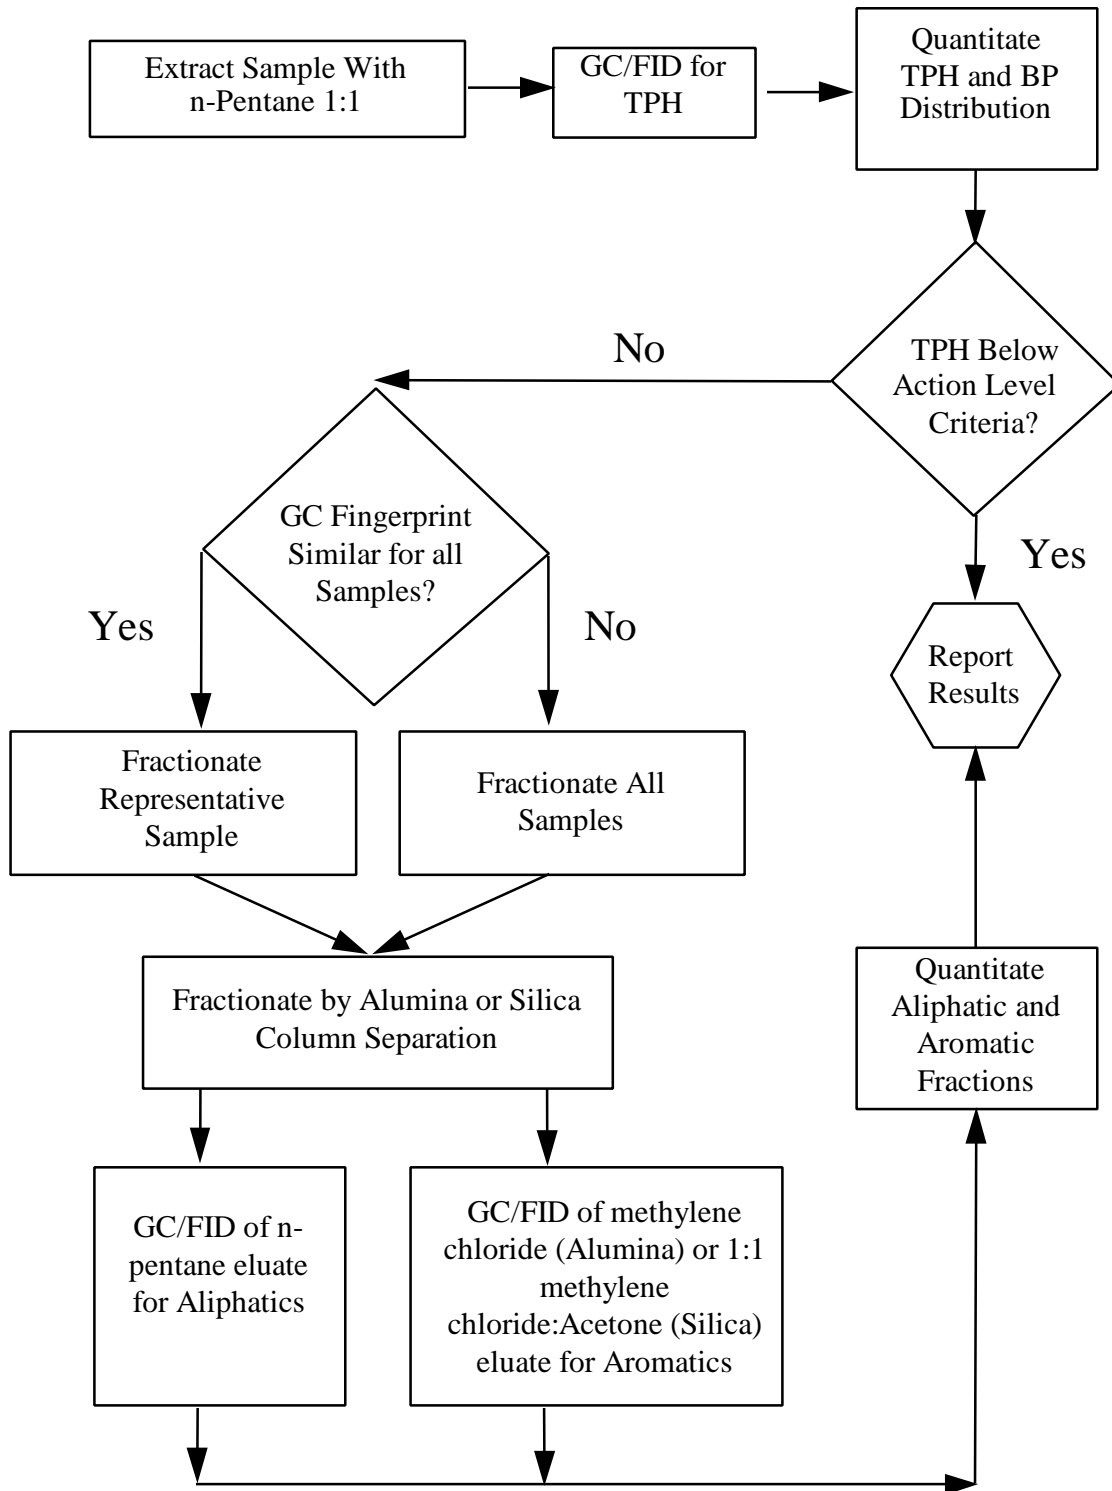 Extract Sample With
n-Pentane 1:1
GC/FID for
TPH
Quantitate
TPH and BP
Distribution
TPH Below
Action Level
Criteria?
No
Yes
GC Fingerprint
Similar for all
Samples?
Yes
No
Report
Results
Fractionate
Representative
Sample
Fractionate All
Samples
Fractionate by Alumina or Silica
Column Separation
Quantitate
Aliphatic and
Aromatic
Fractions
GC/FID of n-
pentane eluate
for Aliphatics
GC/FID of methylene
chloride (Alumina) or 1:1
methylene
chloride:Acetone (Silica)
eluate for Aromatics